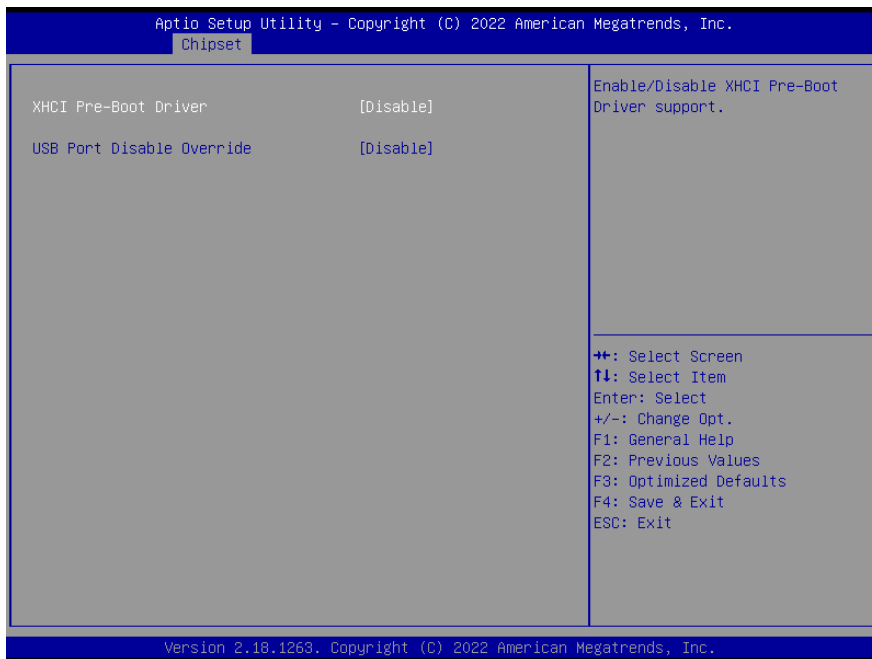 Aptio Setup Utility – Copyright (C) 2022 American Megatrends, Inc.
Chipset
XHCI Pre-Boot Driver [Disable]
USB Port Disable Override [Disable]
Enable/Disable XHCI Pre-Boot
Driver support.
→←: Select Screen
↑↓: Select Item
Enter: Select
+/-: Change Opt.
F1: General Help
F2: Previous Values
F3: Optimized Defaults
F4: Save & Exit
ESC: Exit
Version 2.18.1263. Copyright (C) 2022 American Megatrends, Inc.